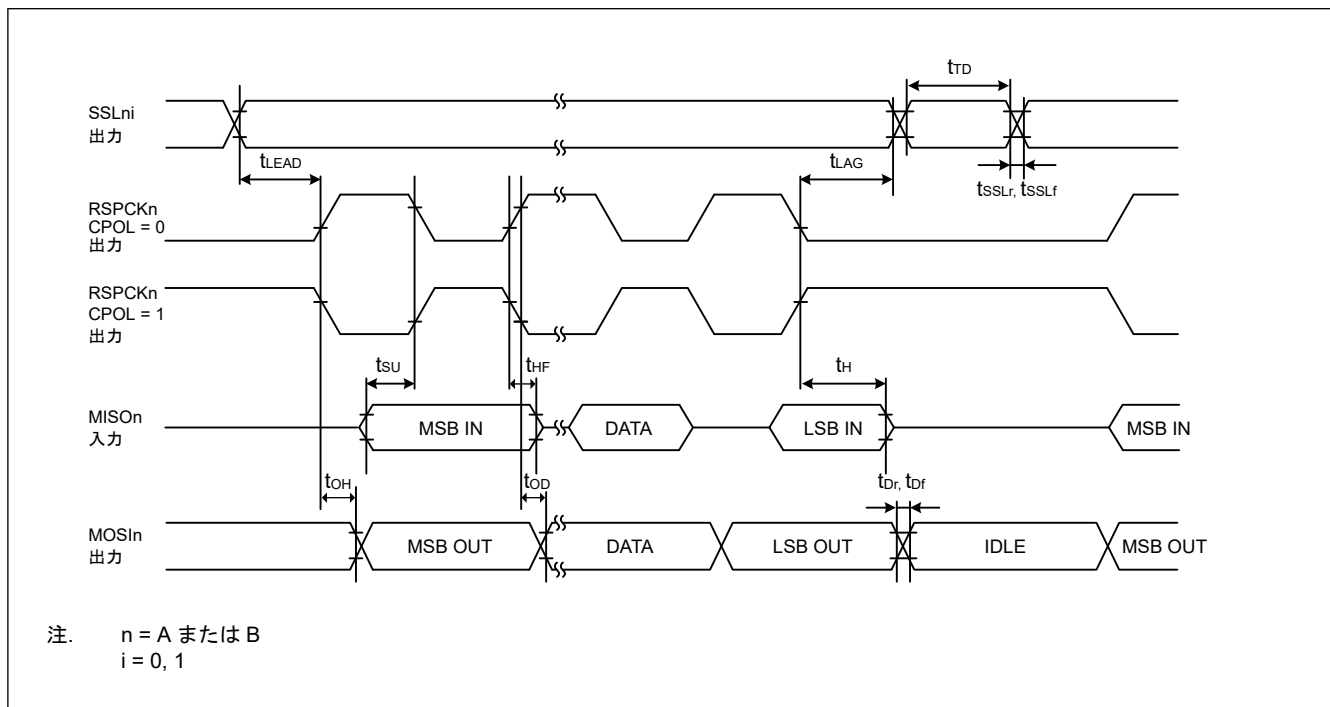 tTD
SSLni
出力
tLEAD
tLAG
tSSLr, tSSLf
RSPCKn
CPOL = 0
出力
RSPCKn
CPOL = 1
出力
tSU
tHF
tH
MISOn
入力
MSB IN
DATA
LSB IN
MSB IN
tOH
tOD
tDr, tDf
MOSIn
出力
MSB OUT
DATA
LSB OUT
IDLE
MSB OUT
注. n = A または B
i = 0, 1